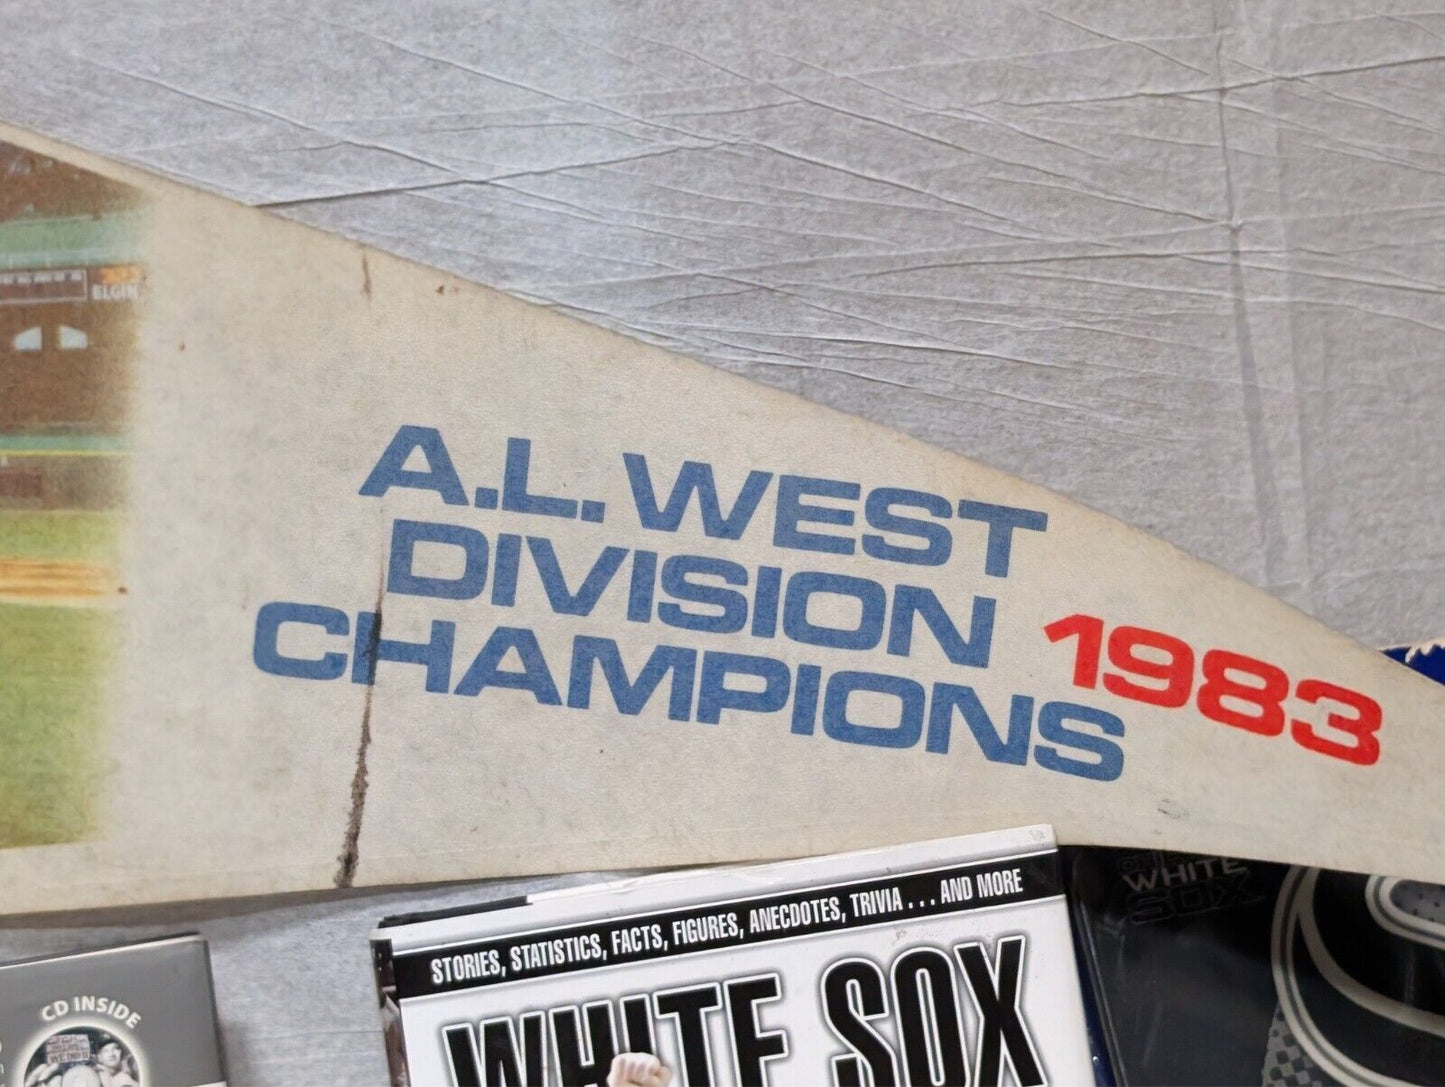 ELGIN
A.L. WEST
DIVISION
CHAMPIONS
1983
STORIES, STATISTICS, FACTS, FIGURES, ANECDOTES, TRIVIA . . . AND MORE
WHITE SOX
WHITE
SOX
CD INSIDE